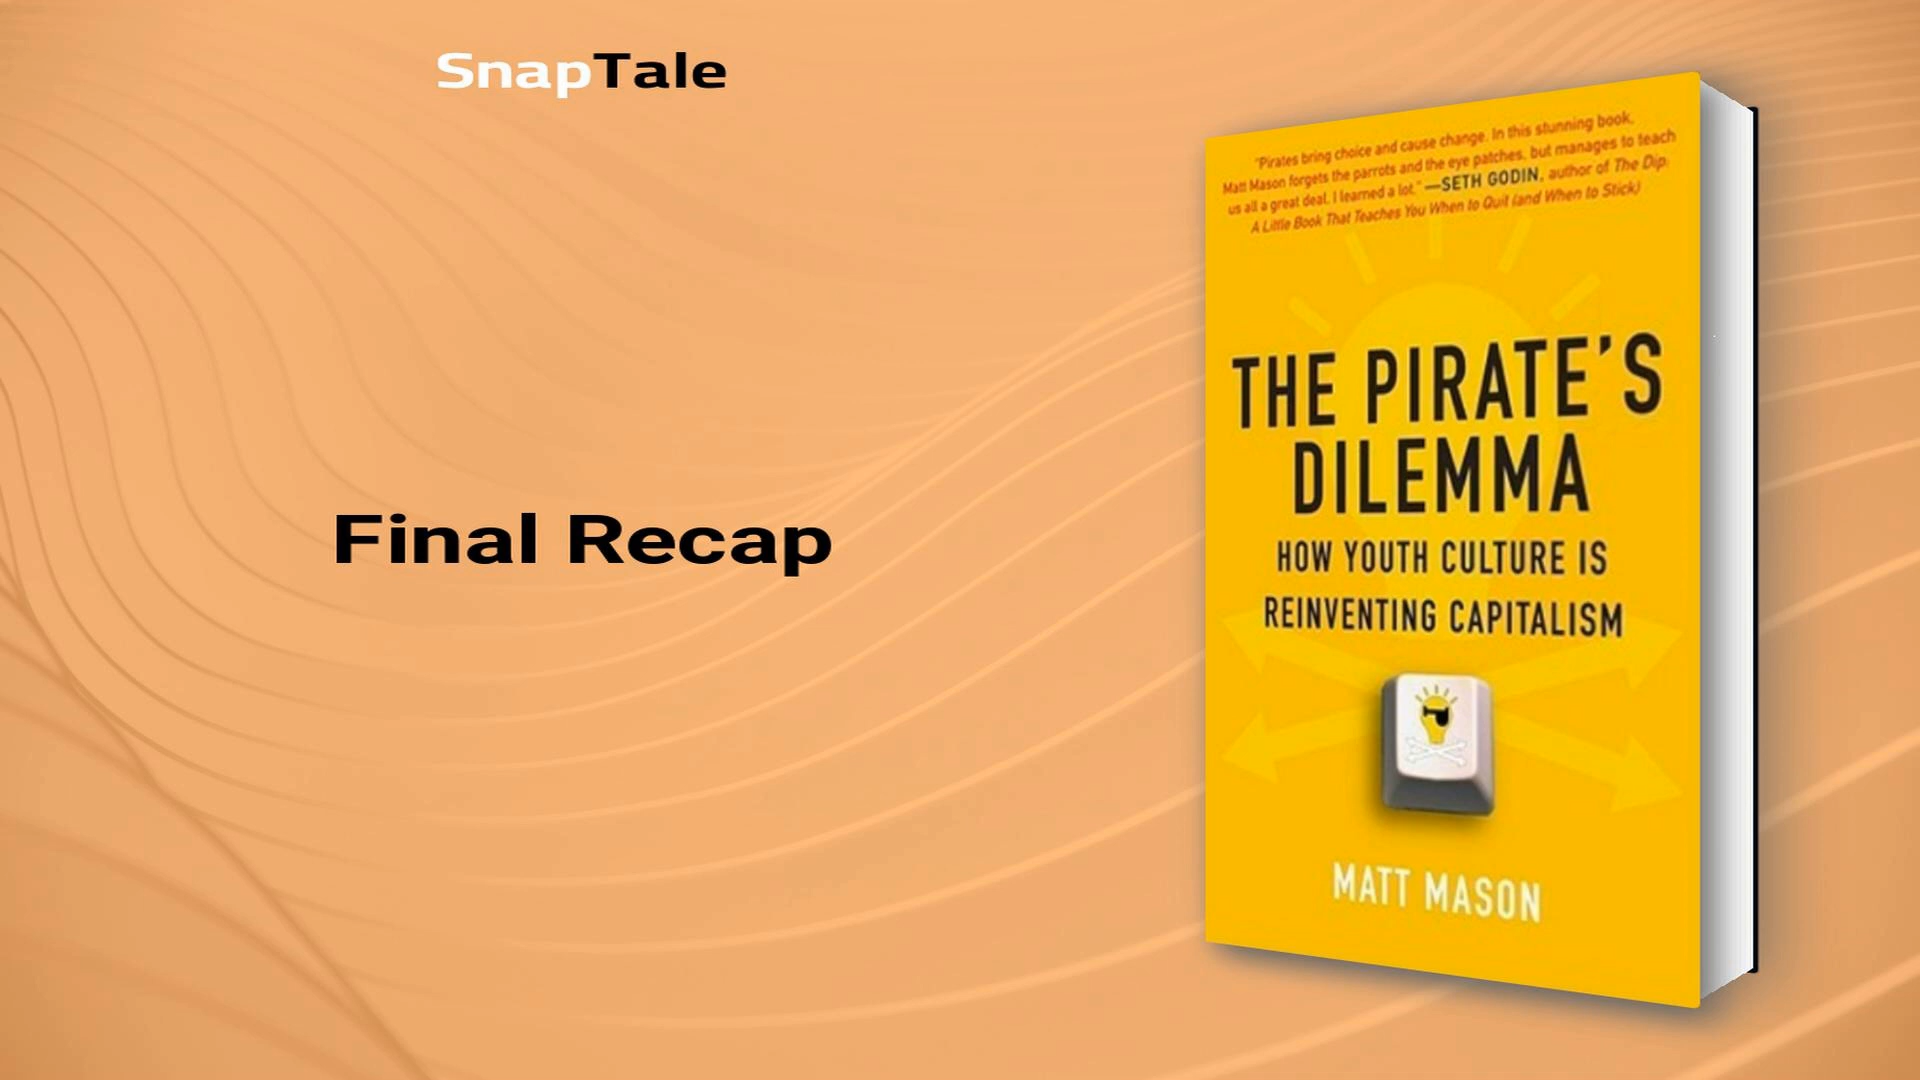 SnapTale
Final Recap
"Pirates bring choice and cause change. In this stunning book,
Matt Mason forgets the parrots and the eye patches, but manages to teach
us all a great deal. I learned a lot." —SETH GODIN, author of The Dip:
A Little Book That Teaches You When to Quit (and When to Stick)
THE PIRATE'S
DILEMMA
HOW YOUTH CULTURE IS
REINVENTING CAPITALISM
MATT MASON